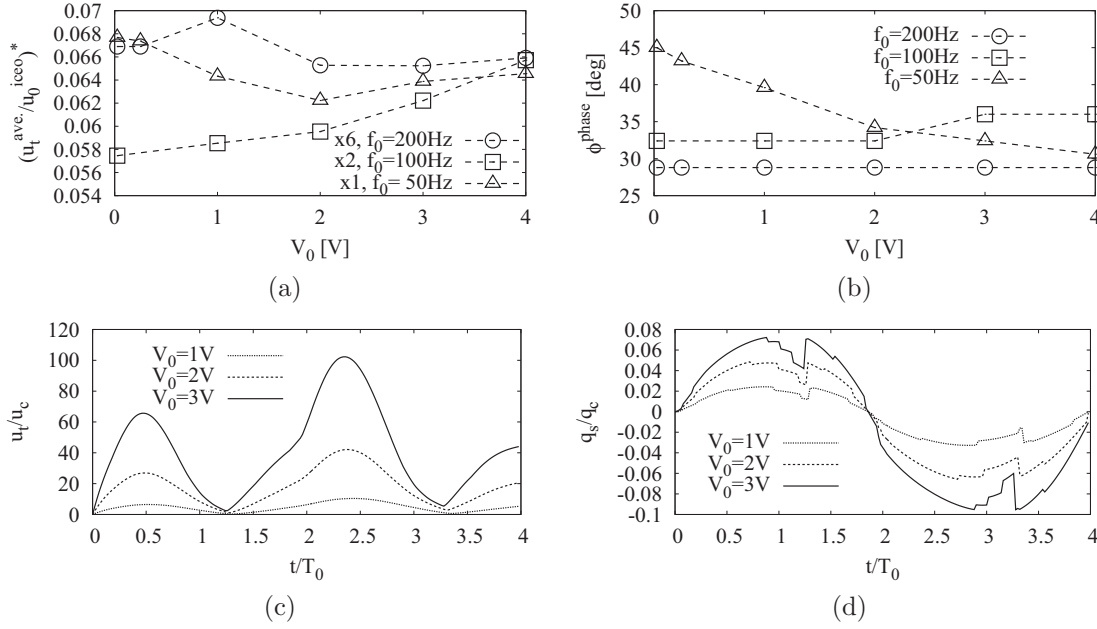 0.07
0.068
0.066
0.064
0.062
0.06
0.058
0.056
0.054
(u_t^ave./u_0^iceo)*
x6, f_0=200Hz
x2, f_0=100Hz
x1, f_0= 50Hz
0 1 2 3 4
V_0 [V]
(a)
50
45
40
35
30
25
ϕ^phase [deg]
f_0=200Hz
f_0=100Hz
f_0=50Hz
0 1 2 3 4
V_0 [V]
(b)
120
100
80
60
40
20
0
u_t/u_c
V_0=1V
V_0=2V
V_0=3V
0 0.5 1 1.5 2 2.5 3 3.5 4
t/T_0
(c)
0.08
0.06
0.04
0.02
0
-0.02
-0.04
-0.06
-0.08
-0.1
q_s/q_c
V_0=1V
V_0=2V
V_0=3V
0 0.5 1 1.5 2 2.5 3 3.5 4
t/T_0
(d)